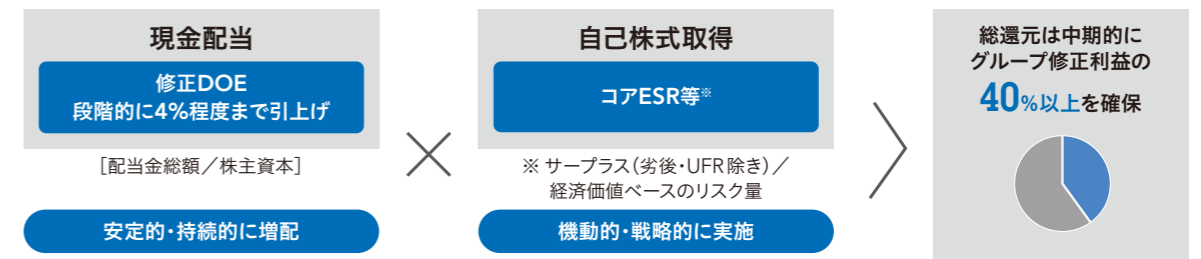 現金配当
修正DOE
段階的に4%程度まで引上げ
[配当金総額／株主資本]
安定的・持続的に増配
自己株式取得
コアESR等※
※ サープラス(劣後・UFR除き)／
経済価値ベースのリスク量
機動的・戦略的に実施
総還元は中期的に
グループ修正利益の
40%以上を確保